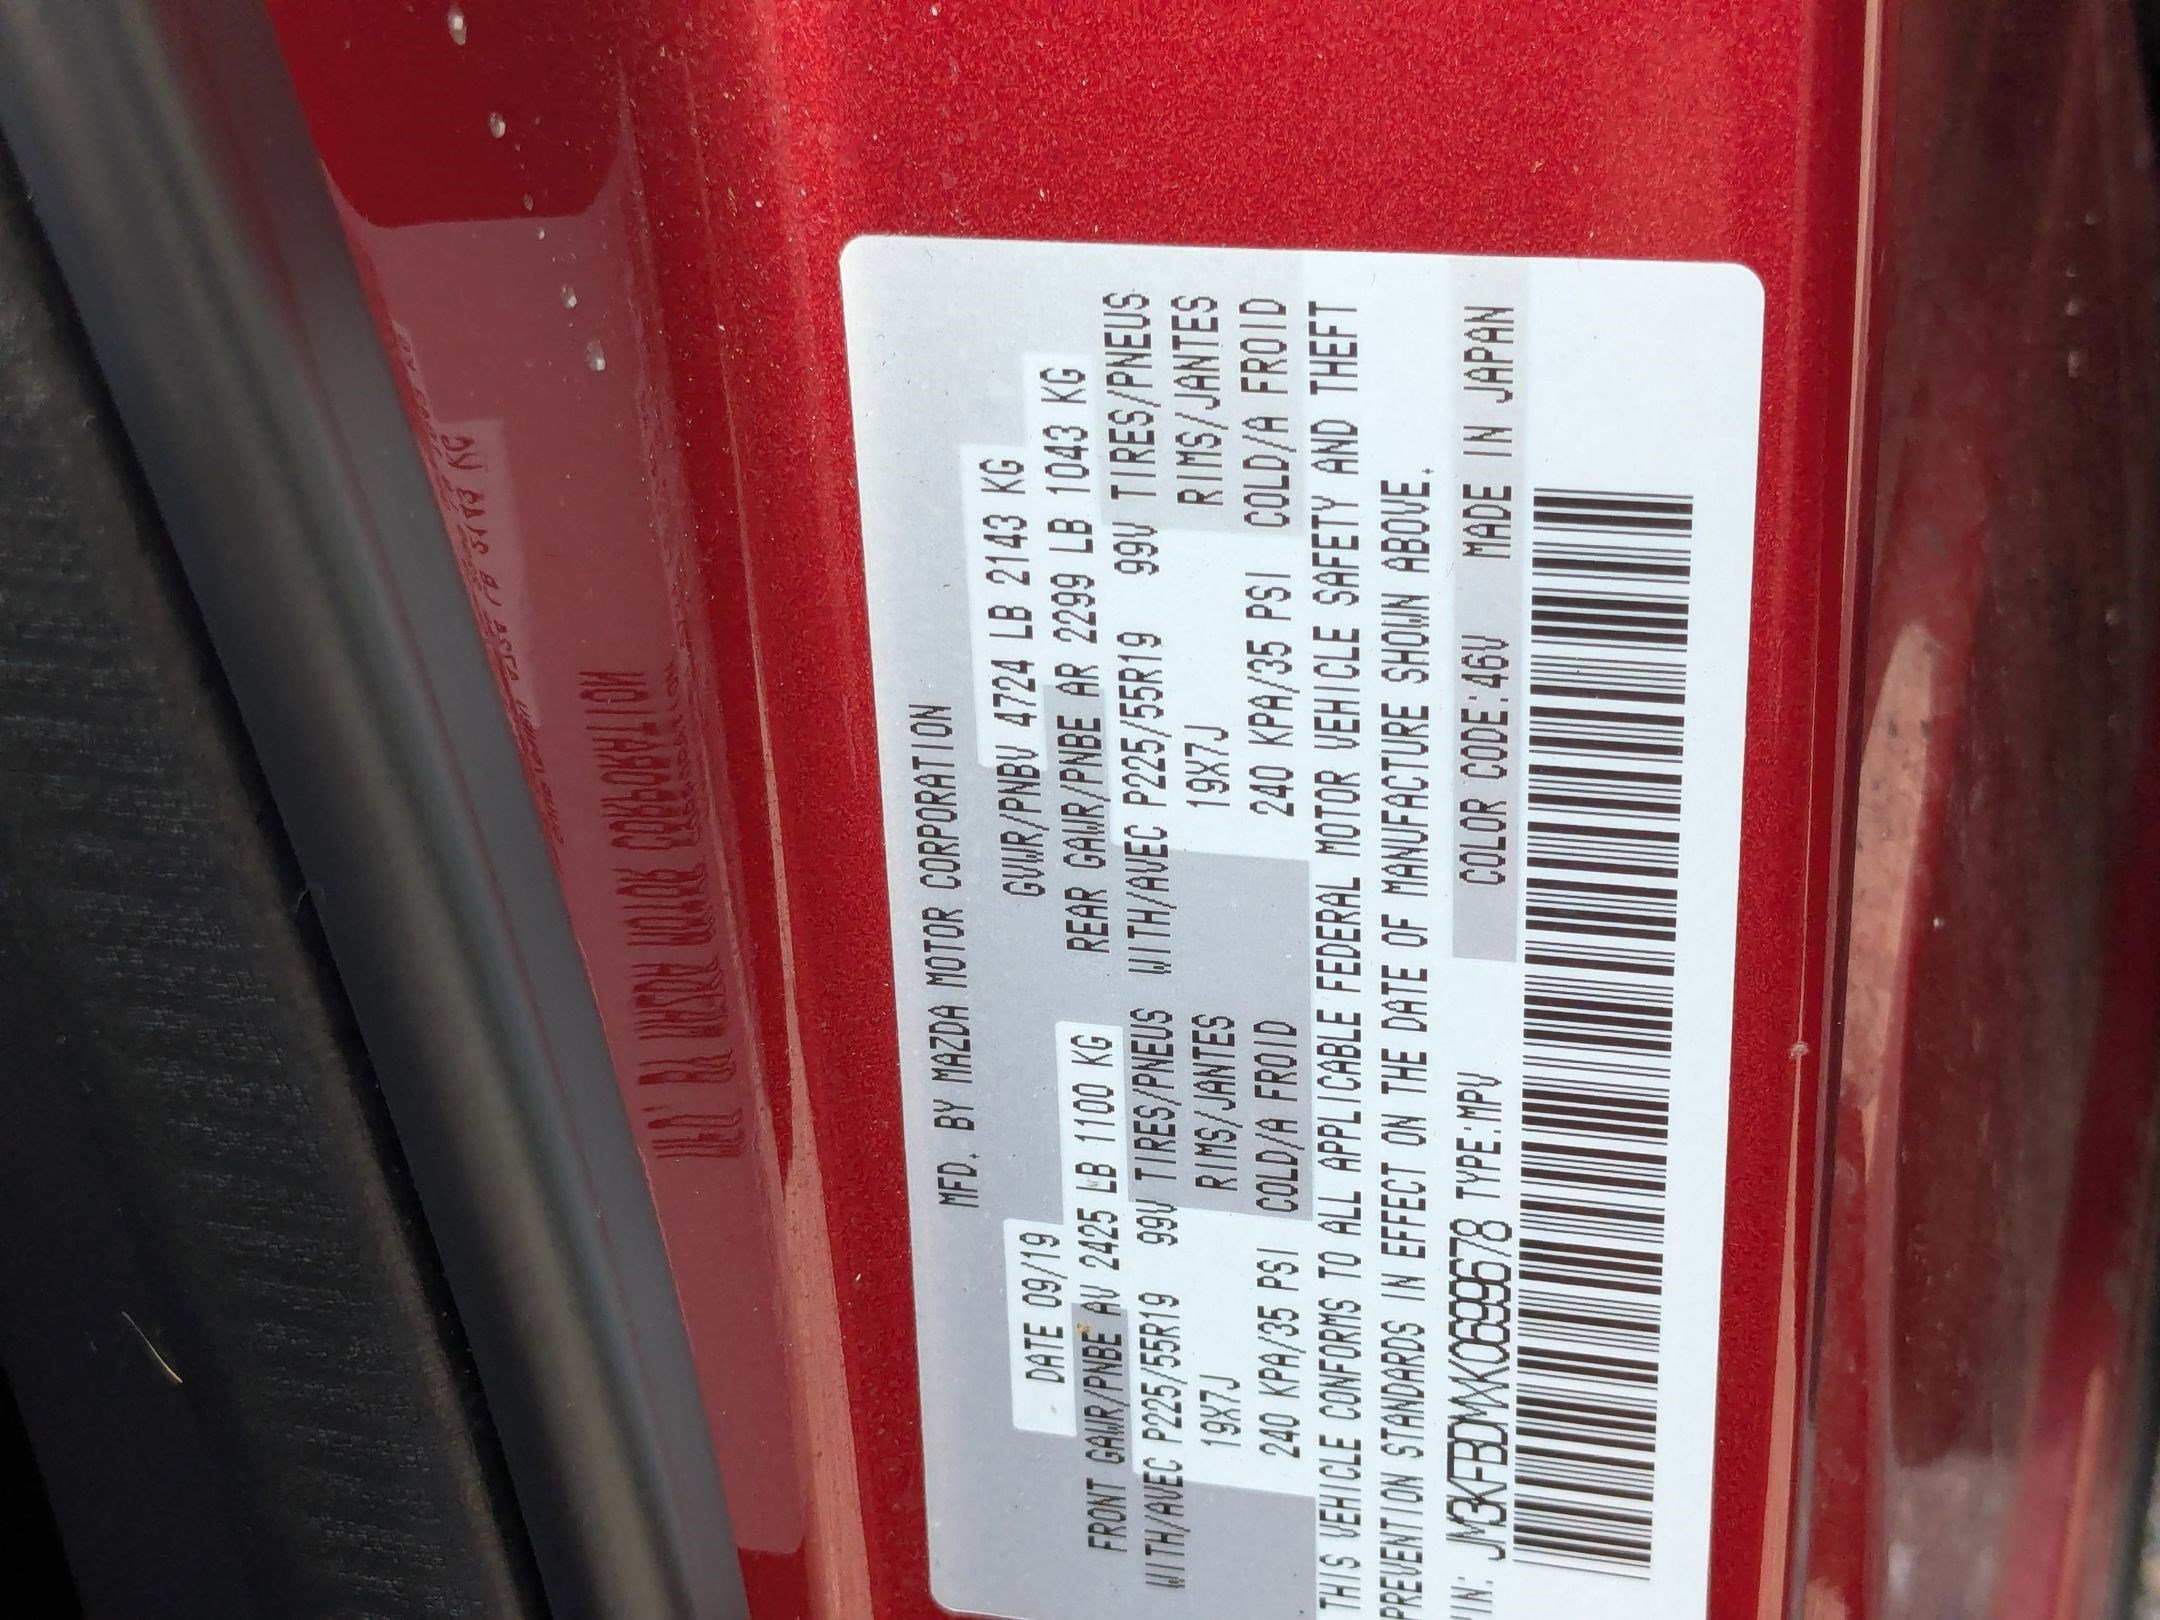 MFD. BY MAZDA MOTOR CORPORATION
DATE 09/19 GVWR/PNBV 4724 LB 2143 KG
FRONT GAWR/PNBE AV 2425 LB 1100 KG REAR GAWR/PNBE AR 2299 LB 1043 KG
WITH/AVEC P225/55R19 99V TIRES/PNEUS WITH/AVEC P225/55R19 99V TIRES/PNEUS
19X7J RIMS/JANTES 19X7J RIMS/JANTES
240 KPA/35 PSI COLD/A FROID 240 KPA/35 PSI COLD/A FROID
THIS VEHICLE CONFORMS TO ALL APPLICABLE FEDERAL MOTOR VEHICLE SAFETY AND THEFT
PREVENTION STANDARDS IN EFFECT ON THE DATE OF MANUFACTURE SHOWN ABOVE.
VIN: JM3KFBDMXK0699678 TYPE:MPV COLOR CODE:46V MADE IN JAPAN